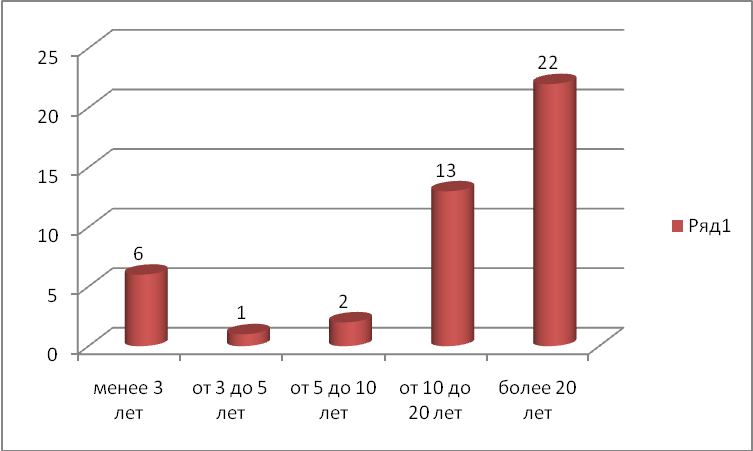 25
20
15
10
5
0
6
1
2
13
22
менее 3
лет
от 3 до 5
лет
от 5 до 10
лет
от 10 до
20 лет
более 20
лет
Ряд1